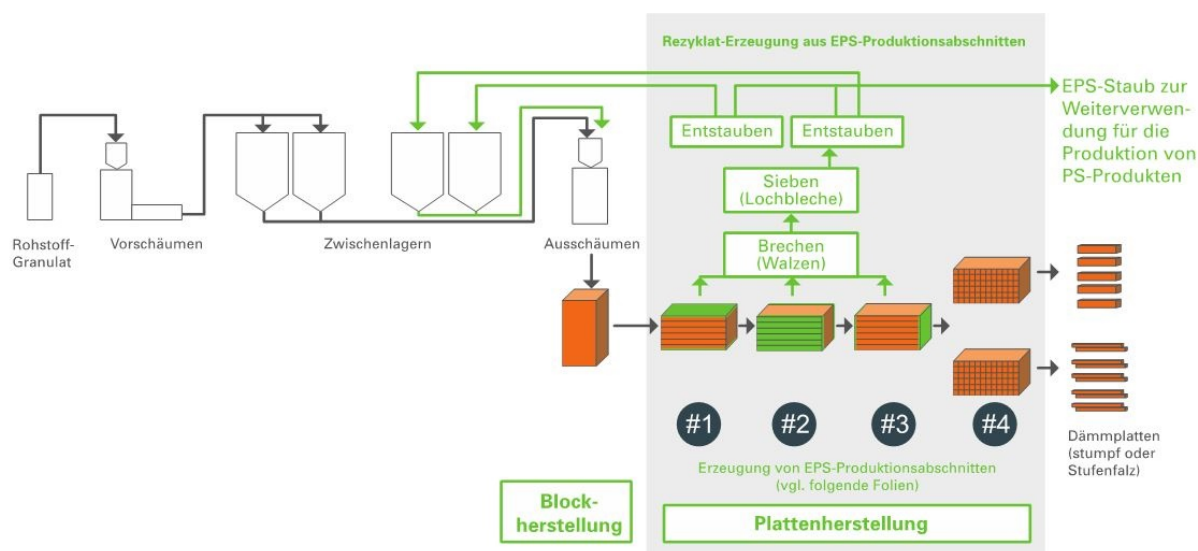 Rezyklat-Erzeugung aus EPS-Produktionsabschnitten
EPS-Staub zur
Weiterverwen-
dung für die
Produktion von
PS-Produkten
Entstauben
Entstauben
Sieben
(Lochbleche)
Brechen
(Walzen)
Rohstoff-
Granulat
Vorschäumen
Zwischenlagern
Ausschäumen
#1
#2
#3
#4
Dämmplatten
(stumpf oder
Stufenfalz)
Erzeugung von EPS-Produktionsabschnitten
(vgl. folgende Folien)
Block-
herstellung
Plattenherstellung